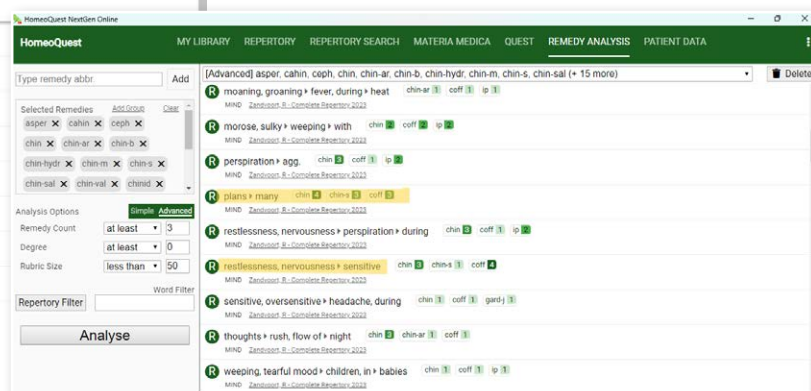 HomeoQuest NextGen Online
HomeoQuest MY LIBRARY REPERTORY REPERTORY SEARCH MATERIA MEDICA QUEST REMEDY ANALYSIS PATIENT DATA
Type remedy abbr. Add
Selected Remedies Add Group Clear
asper cahin ceph
chin chin-ar chin-b
chin-hydr chin-m chin-s
chin-sal chin-val chinid
Analysis Options Simple Advanced
Remedy Count at least 3
Degree at least 0
Rubric Size less than 50
Word Filter
Repertory Filter
Analyse
[Advanced] asper, cahin, ceph, chin, chin-ar, chin-b, chin-hydr, chin-m, chin-s, chin-sal (+ 15 more) Delete
R moaning, groaning ▸ fever, during ▸ heat chin-ar 1 coff 1 ip 1
MIND Zandvoort, R - Complete Repertory 2023
R morose, sulky ▸ weeping ▸ with chin 2 coff 2 ip 2
MIND Zandvoort, R - Complete Repertory 2023
R perspiration ▸ agg. chin 3 coff 1 ip 2
MIND Zandvoort, R - Complete Repertory 2023
R plans ▸ many chin 4 chin-s 3 coff 3
MIND Zandvoort, R - Complete Repertory 2023
R restlessness, nervousness ▸ perspiration ▸ during chin 3 coff 1 ip 2
MIND Zandvoort, R - Complete Repertory 2023
R restlessness, nervousness ▸ sensitive chin 3 chin-s 1 coff 4
MIND Zandvoort, R - Complete Repertory 2023
R sensitive, oversensitive ▸ headache, during chin 1 coff 1 gard-j 1
MIND Zandvoort, R - Complete Repertory 2023
R thoughts ▸ rush, flow of ▸ night chin 3 chin-ar 1 coff 1
MIND Zandvoort, R - Complete Repertory 2023
R weeping, tearful mood ▸ children, in ▸ babies chin 1 coff 1 ip 1
MIND Zandvoort, R - Complete Repertory 2023